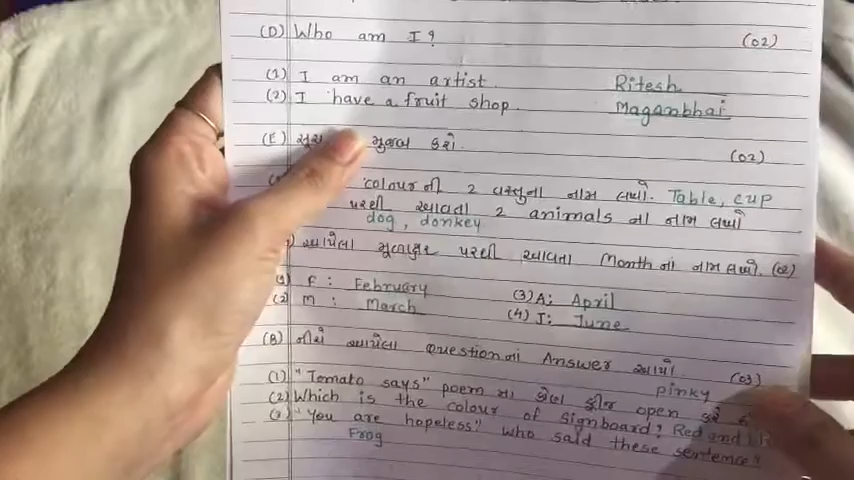 (D) Who am I? (02)
(1) I am an artist. Ritesh
(2) I have a fruit shop. Maganbhai
(E) મુજબ કરો. (02)
colour ની 2 વસ્તુના નામ લખો. Table, cup
પરથી આવતા 2 animals ના નામ લખો
dog, donkey
આપેલા મૂળાક્ષર પરથી આવતા Month ના નામ લખો. (02)
(1) F : February (3) A : April
(2) M : March (4) J : June
(B) નીચે આપેલા Question નાં Answer આપો. (03)
(1) "Tomato says" poem મા કોણ ફ્રીજ open કરે છે pinky
(2) Which is the colour of signboard? Red and
(3) "You are hopeless" who said these sentence?
Frog